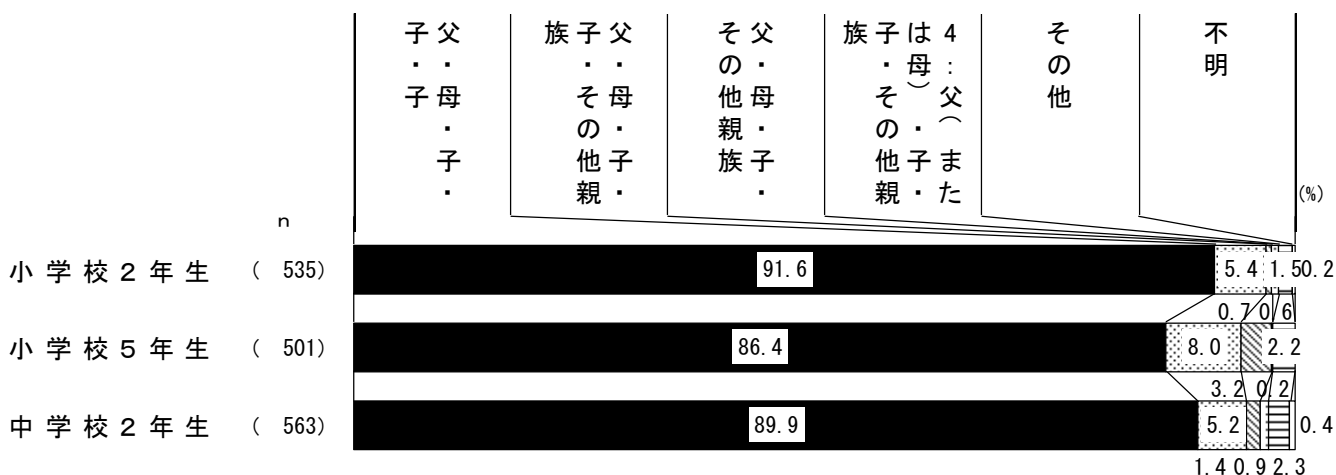 父・母・子・
子・子
父・母・子・
子・その他親
族
父・母・子・
その他親族
4:父(また
は母)・子・
子・その他親
族
その他
不明
(%)
n
小学校2年生 ( 535) 91.6 5.4 1.5 0.2
0.7 0.6
小学校5年生 ( 501) 86.4 8.0 2.2
3.2 0.2
中学校2年生 ( 563) 89.9 5.2 0.4
1.4 0.9 2.3